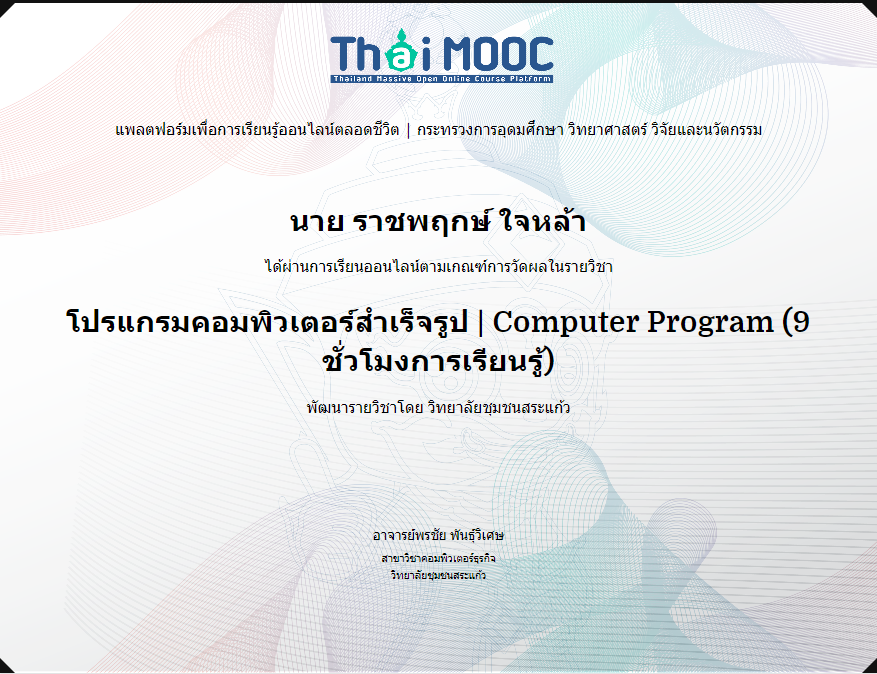 Thai MOOC
Thailand Massive Open Online Course Platform
แพลตฟอร์มเพื่อการเรียนรู้ออนไลน์ตลอดชีวิต | กระทรวงการอุดมศึกษา วิทยาศาสตร์ วิจัยและนวัตกรรม
นาย ราชพฤกษ์ ใจหล้า
ได้ผ่านการเรียนออนไลน์ตามเกณฑ์การวัดผลในรายวิชา
โปรแกรมคอมพิวเตอร์สำเร็จรูป | Computer Program (9
ชั่วโมงการเรียนรู้)
พัฒนารายวิชาโดย วิทยาลัยชุมชนสระแก้ว
อาจารย์พรชัย พันธุ์วิเศษ
สาขาวิชาคอมพิวเตอร์ธุรกิจ
วิทยาลัยชุมชนสระแก้ว